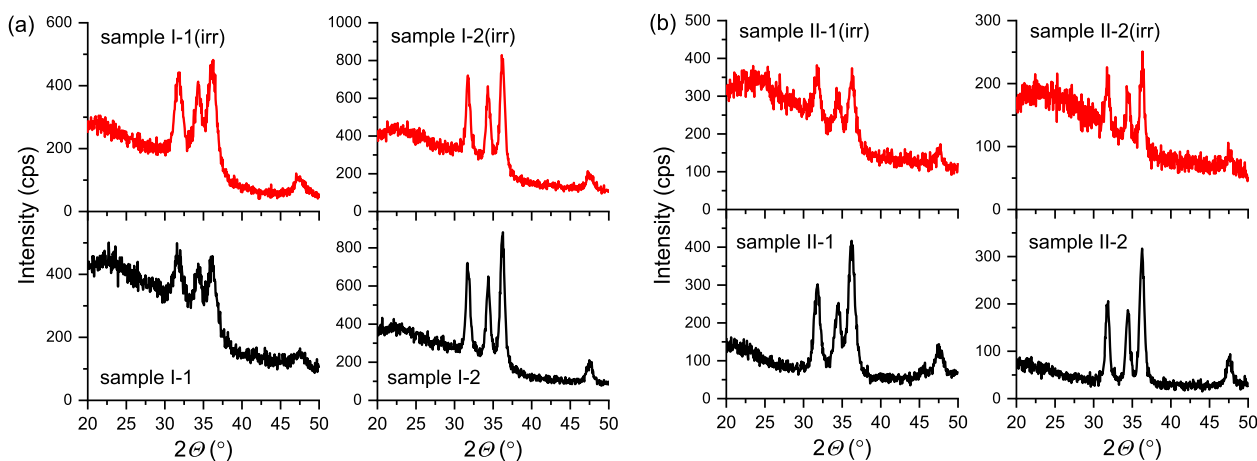 (a)
Intensity (cps)
sample I-1(irr)
600
400
200
0
sample I-1
400
200
0
20 25 30 35 40 45 50
2Θ (°)
sample I-2(irr)
1000
800
600
400
200
0
sample I-2
800
600
400
200
0
20 25 30 35 40 45 50
2Θ (°)
(b)
Intensity (cps)
sample II-1(irr)
500
400
300
200
100
0
sample II-1
400
300
200
100
0
20 25 30 35 40 45 50
2Θ (°)
sample II-2(irr)
300
200
100
0
sample II-2
300
200
100
0
20 25 30 35 40 45 50
2Θ (°)